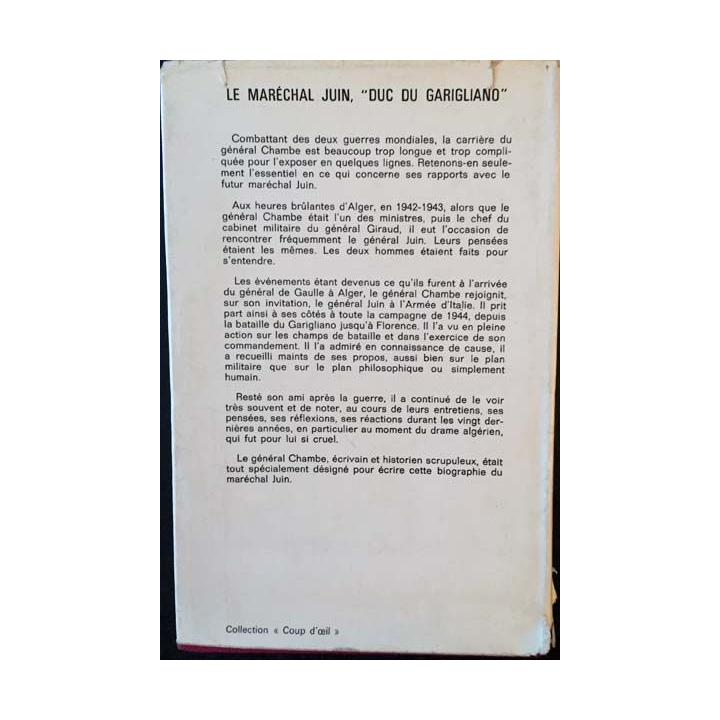 LE MARÉCHAL JUIN, "DUC DU GARIGLIANO"
Combattant des deux guerres mondiales, la carrière du
général Chambe est beaucoup trop longue et trop compli-
quée pour l'exposer en quelques lignes. Retenons-en seule-
ment l'essentiel en ce qui concerne ses rapports avec le
futur maréchal Juin.
Aux heures brûlantes d'Alger, en 1942-1943, alors que le
général Chambe était l'un des ministres, puis le chef du
cabinet militaire du général Giraud, il eut l'occasion de
rencontrer fréquemment le général Juin. Leurs pensées
étaient les mêmes. Les deux hommes étaient faits pour
s'entendre.
Les événements étant devenus ce qu'ils furent à l'arrivée
du général de Gaulle à Alger, le général Chambe rejoignit,
sur son invitation, le général Juin à l'Armée d'Italie. Il prit
part ainsi à ses côtés à toute la campagne de 1944, depuis
la bataille du Garigliano jusqu'à Florence. Il l'a vu en pleine
action sur les champs de bataille et dans l'exercice de son
commandement. Il l'a admiré en connaissance de cause, il
a recueilli maints de ses propos, aussi bien sur le plan
militaire que sur le plan philosophique ou simplement
humain.
Resté son ami après la guerre, il a continué de le voir
très souvent et de noter, au cours de leurs entretiens, ses
pensées, ses réflexions, ses réactions durant les vingt der-
nières années, en particulier au moment du drame algérien,
qui fut pour lui si cruel.
Le général Chambe, écrivain et historien scrupuleux, était
tout spécialement désigné pour écrire cette biographie du
maréchal Juin.
Collection « Coup d'œil »